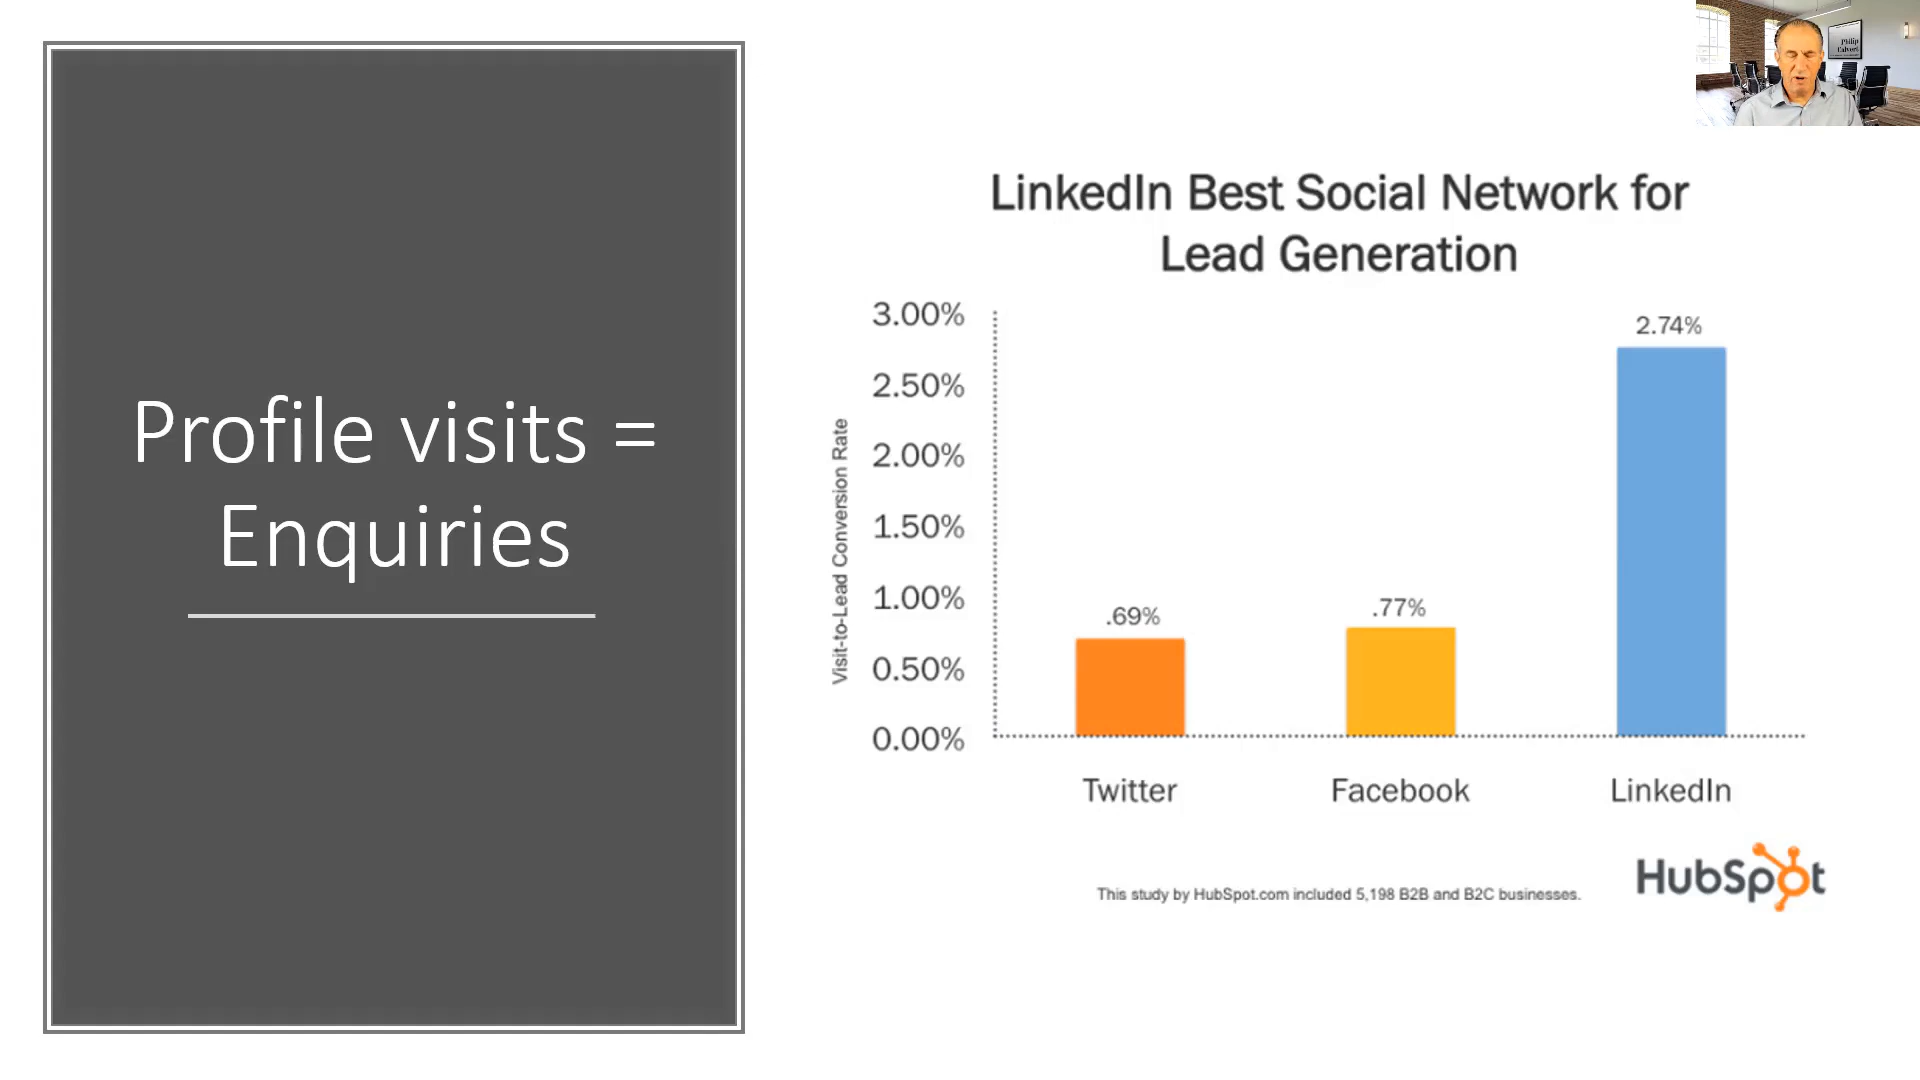 Profile visits =
Enquiries
Philip
Calvert
LinkedIn Best Social Network for
Lead Generation
Visit-to-Lead Conversion Rate
3.00%
2.50%
2.00%
1.50%
1.00%
0.50%
0.00%
.69%
.77%
2.74%
Twitter
Facebook
LinkedIn
This study by HubSpot.com included 5,198 B2B and B2C businesses.
HubSpot